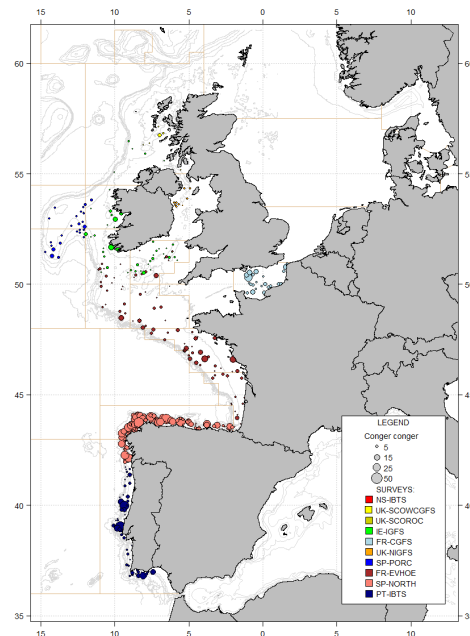 15 10 5 0 5 10
60
55
50
45
40
35
LEGEND
Conger conger
5
15
25
50
SURVEYS:
NS-IBTS
UK-SCOWCGFS
UK-SCOROC
IE-IGFS
FR-CGFS
UK-NIGFS
SP-PORC
FR-EVHOE
SP-NORTH
PT-IBTS
15 10 5 0 5 10